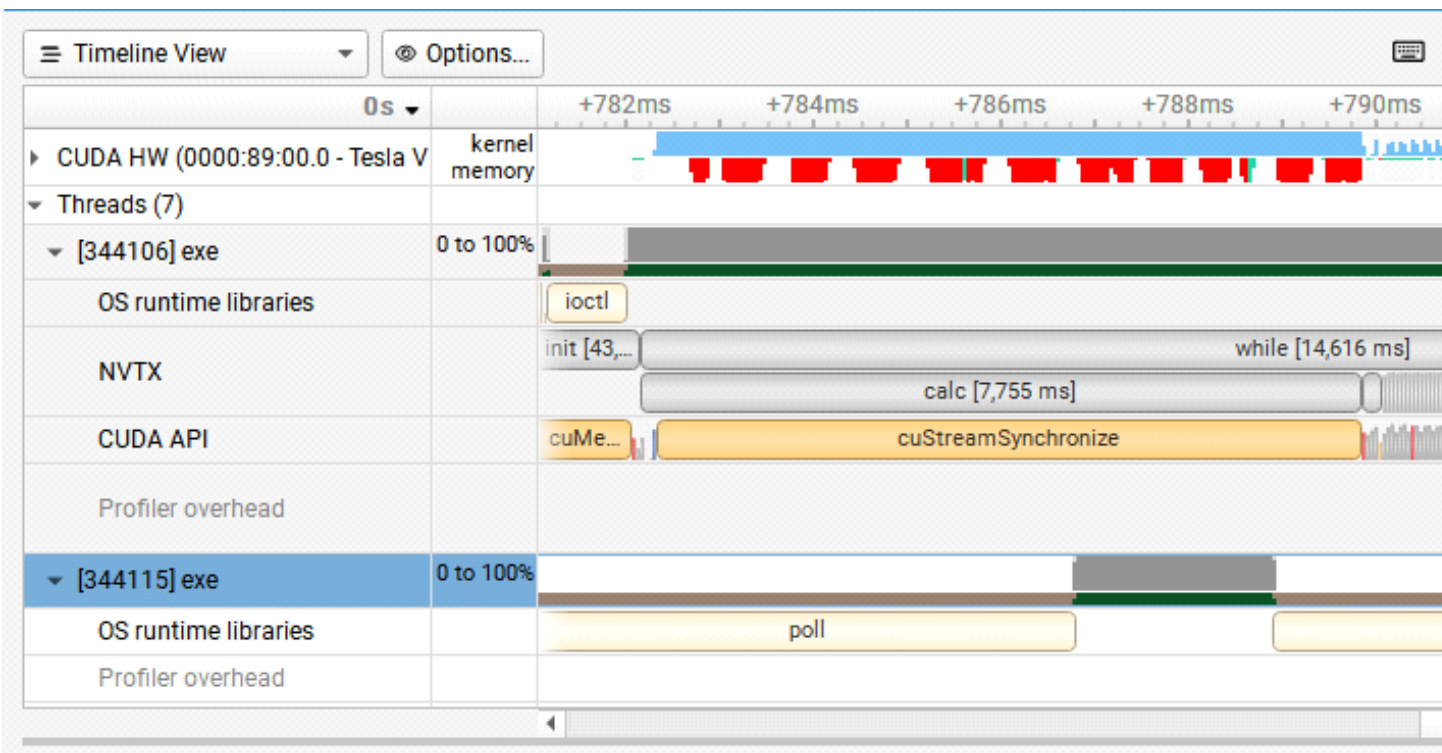 Timeline View Options...
0s +782ms +784ms +786ms +788ms +790ms
CUDA HW (0000:89:00.0 - Tesla V kernel
memory
Threads (7)
[344106] exe 0 to 100%
OS runtime libraries ioctl
NVTX init [43,... while [14,616 ms]
calc [7,755 ms]
CUDA API cuMe... cuStreamSynchronize
Profiler overhead
[344115] exe 0 to 100%
OS runtime libraries poll
Profiler overhead